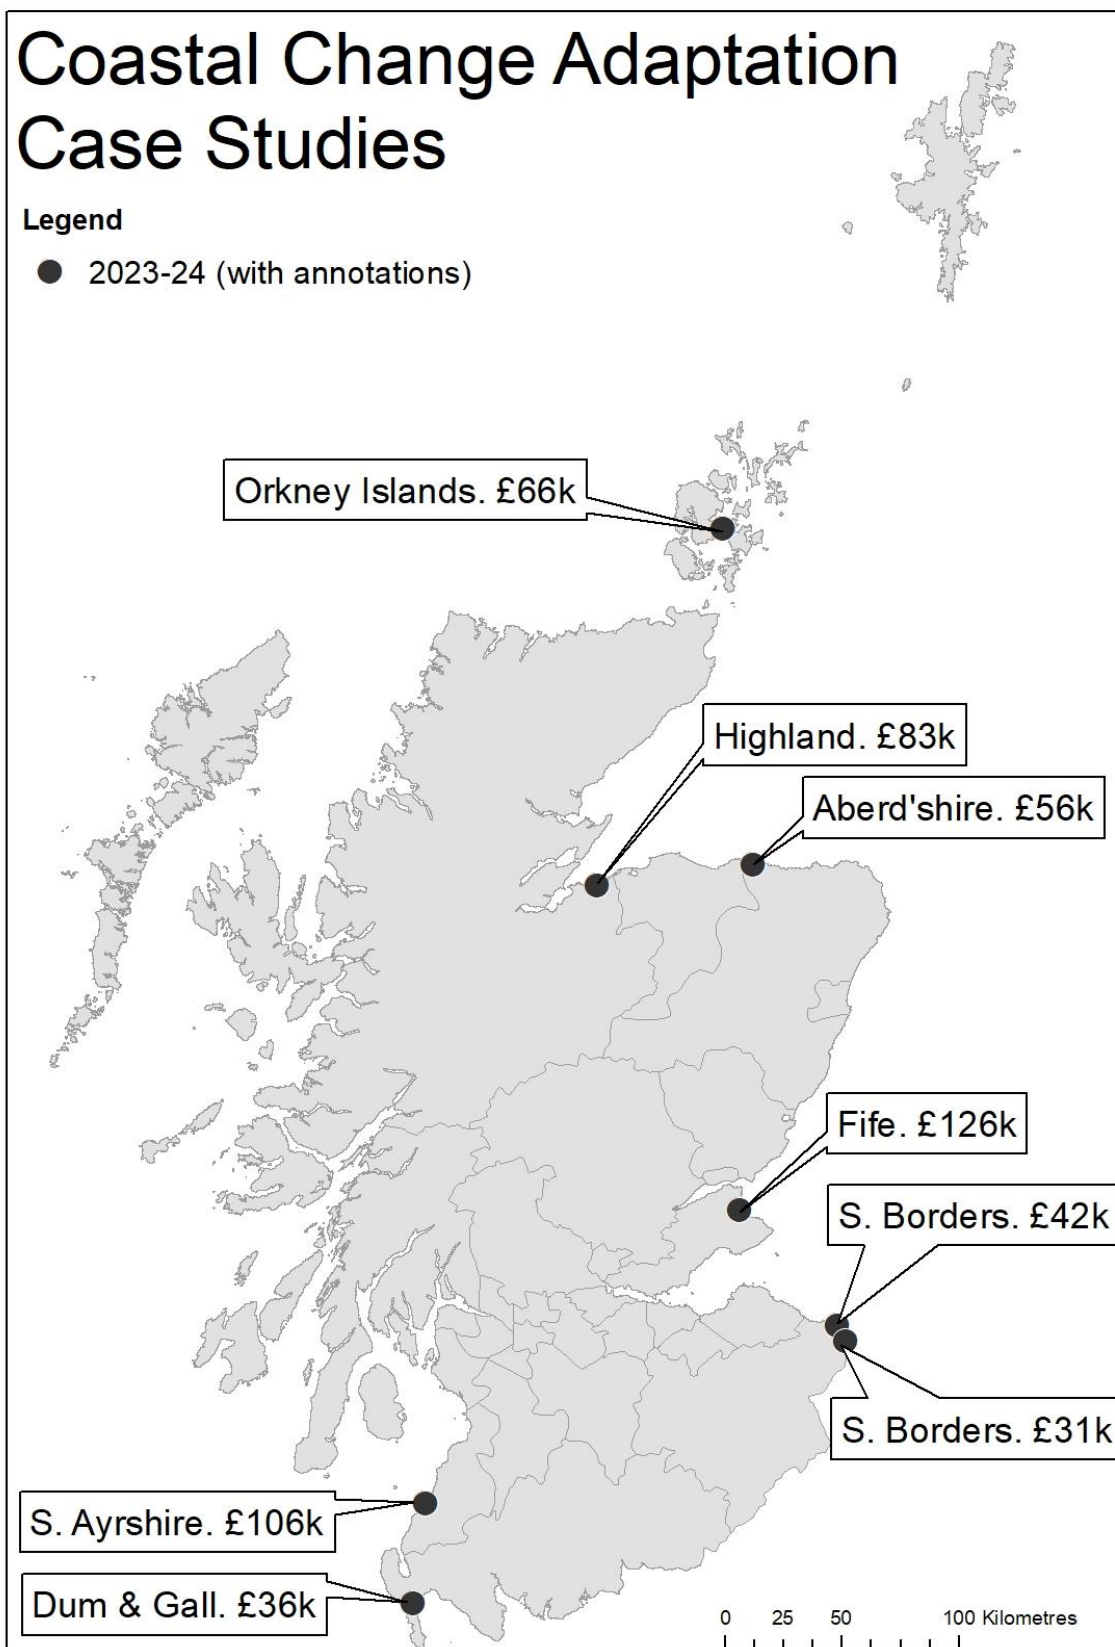 Coastal Change Adaptation
Case Studies
Legend
2023-24 (with annotations)
Orkney Islands. £66k
Highland. £83k
Aberd'shire. £56k
Fife. £126k
S. Borders. £42k
S. Borders. £31k
S. Ayrshire. £106k
Dum & Gall. £36k
0 25 50 100 Kilometres